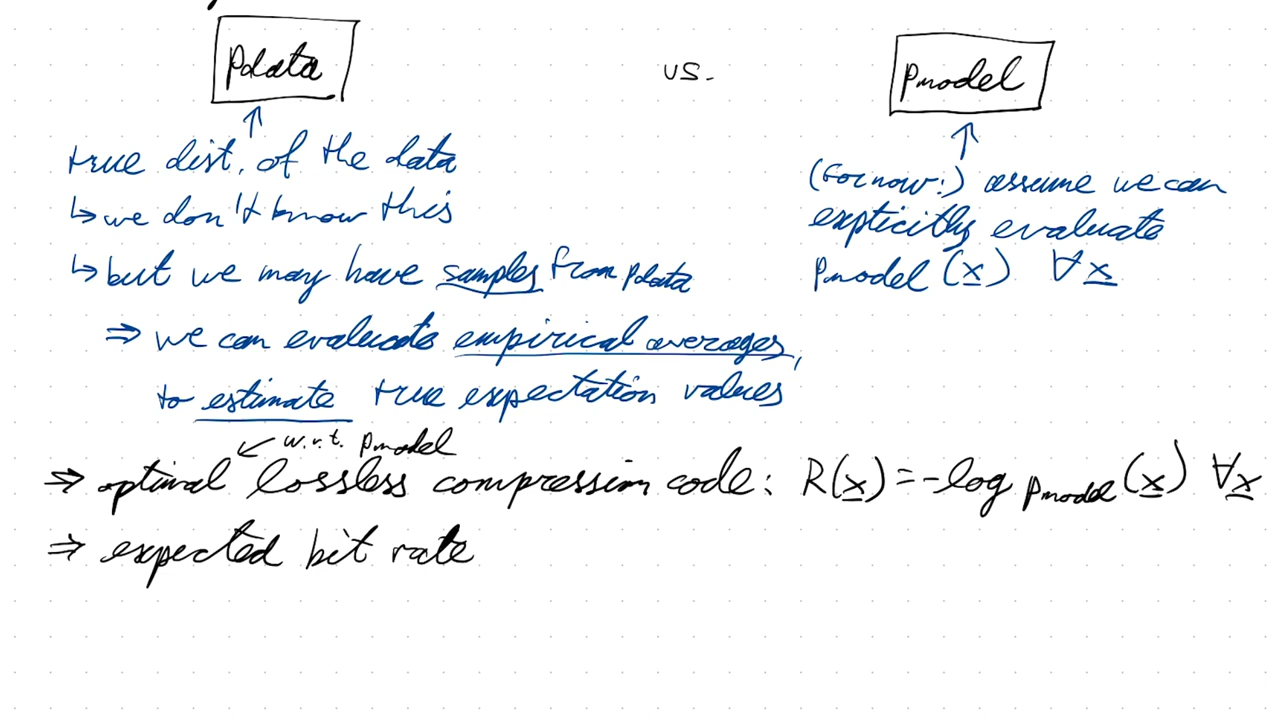 Pdata vs. Pmodel
true dist. of the data
↳ we don't know this
↳ but we may have samples from pdata
⇒ we can evaluate empirical averages,
to estimate true expectation values
(for now:) assume we can
explicitly evaluate
pmodel (x) ∀x
w.r.t. pmodel
⇒ optimal lossless compression code: R(x) = -log pmodel (x) ∀x
⇒ expected bit rate